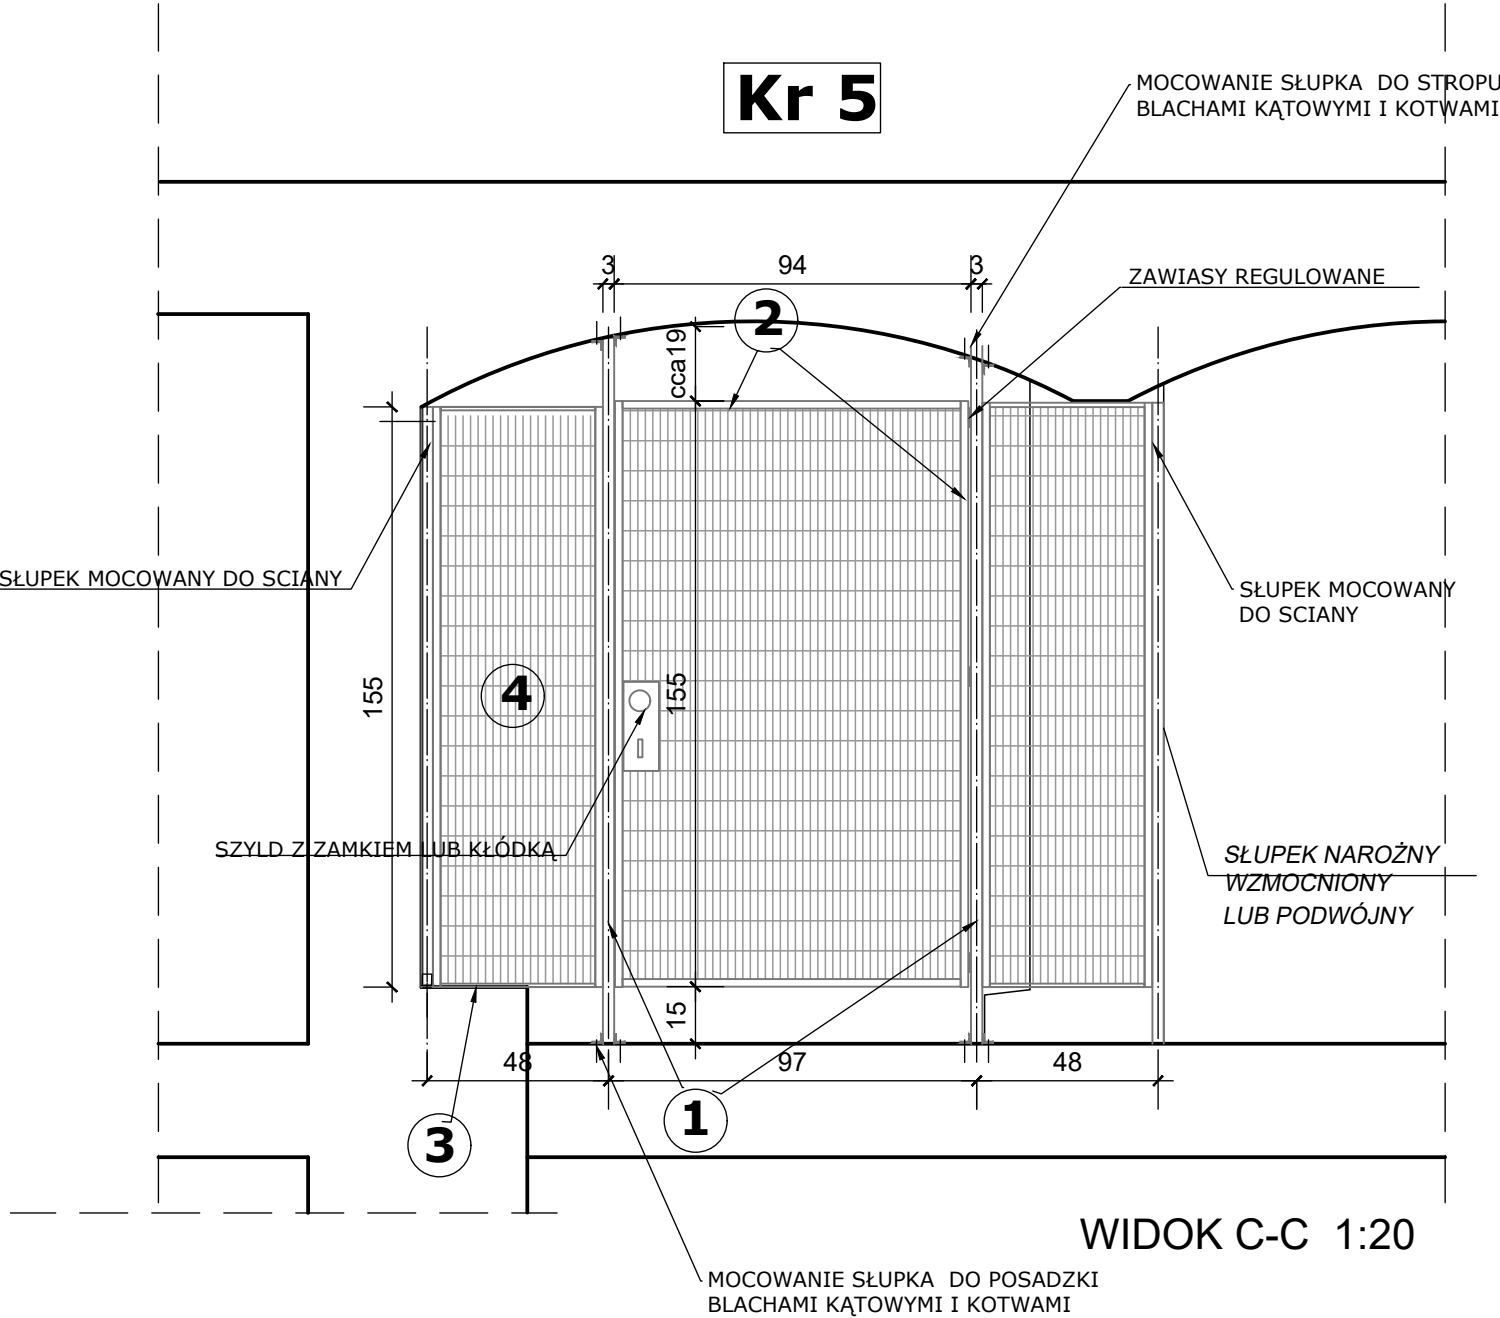 Kr 5
MOCOWANIE SŁUPKA DO STROPU
BLACHAMI KĄTOWYMI I KOTWAMI
3
94
3
ZAWIASY REGULOWANE
2
cca19
SŁUPEK MOCOWANY DO SCIANY
SŁUPEK MOCOWANY
DO SCIANY
155
4
155
SZYLD Z ZAMKIEM LUB KŁÓDKĄ
SŁUPEK NAROŻNY
WZMOCNIONY
LUB PODWÓJNY
15
48
97
48
1
3
WIDOK C-C 1:20
MOCOWANIE SŁUPKA DO POSADZKI
BLACHAMI KĄTOWYMI I KOTWAMI